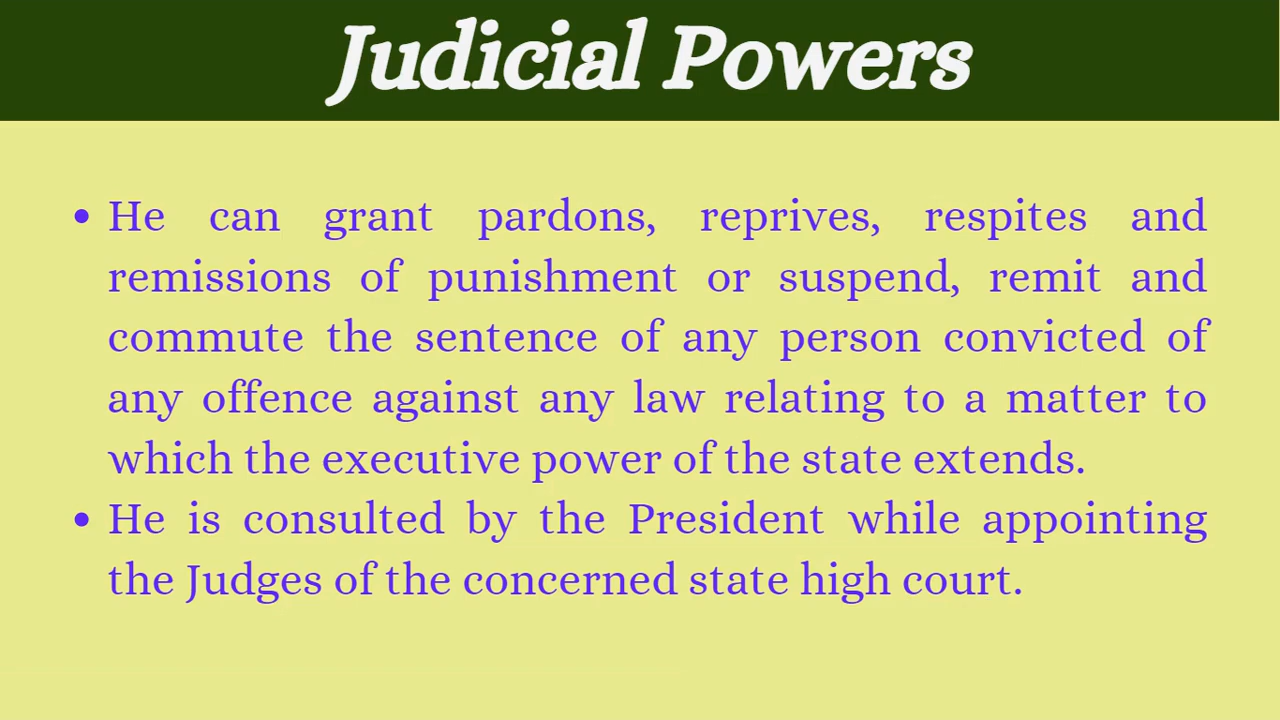 Judicial Powers
• He can grant pardons, reprives, respites and
remissions of punishment or suspend, remit and
commute the sentence of any person convicted of
any offence against any law relating to a matter to
which the executive power of the state extends.
• He is consulted by the President while appointing
the Judges of the concerned state high court.